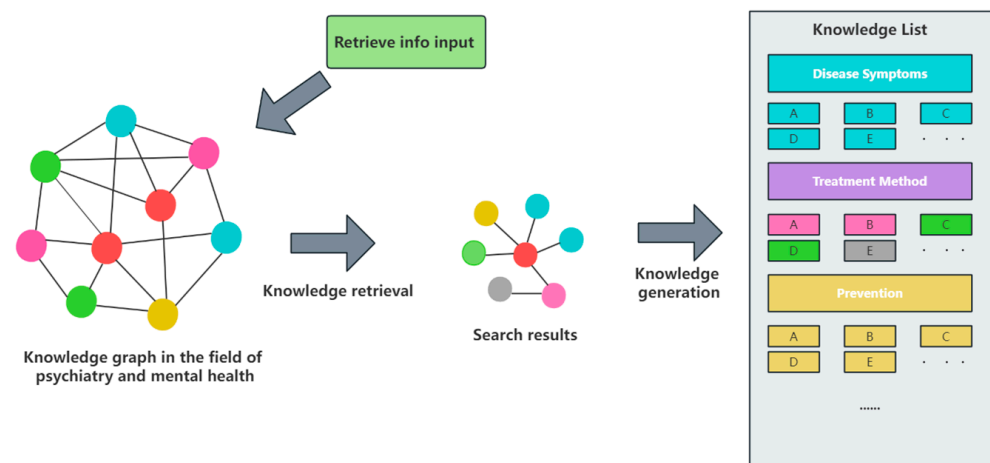 Retrieve info input
Knowledge graph in the field of
psychiatry and mental health
Knowledge retrieval
Search results
Knowledge
generation
Knowledge List
Disease Symptoms
A B C
D E · · ·
Treatment Method
A B C
D E · · ·
Prevention
A B C
D E · · ·
......